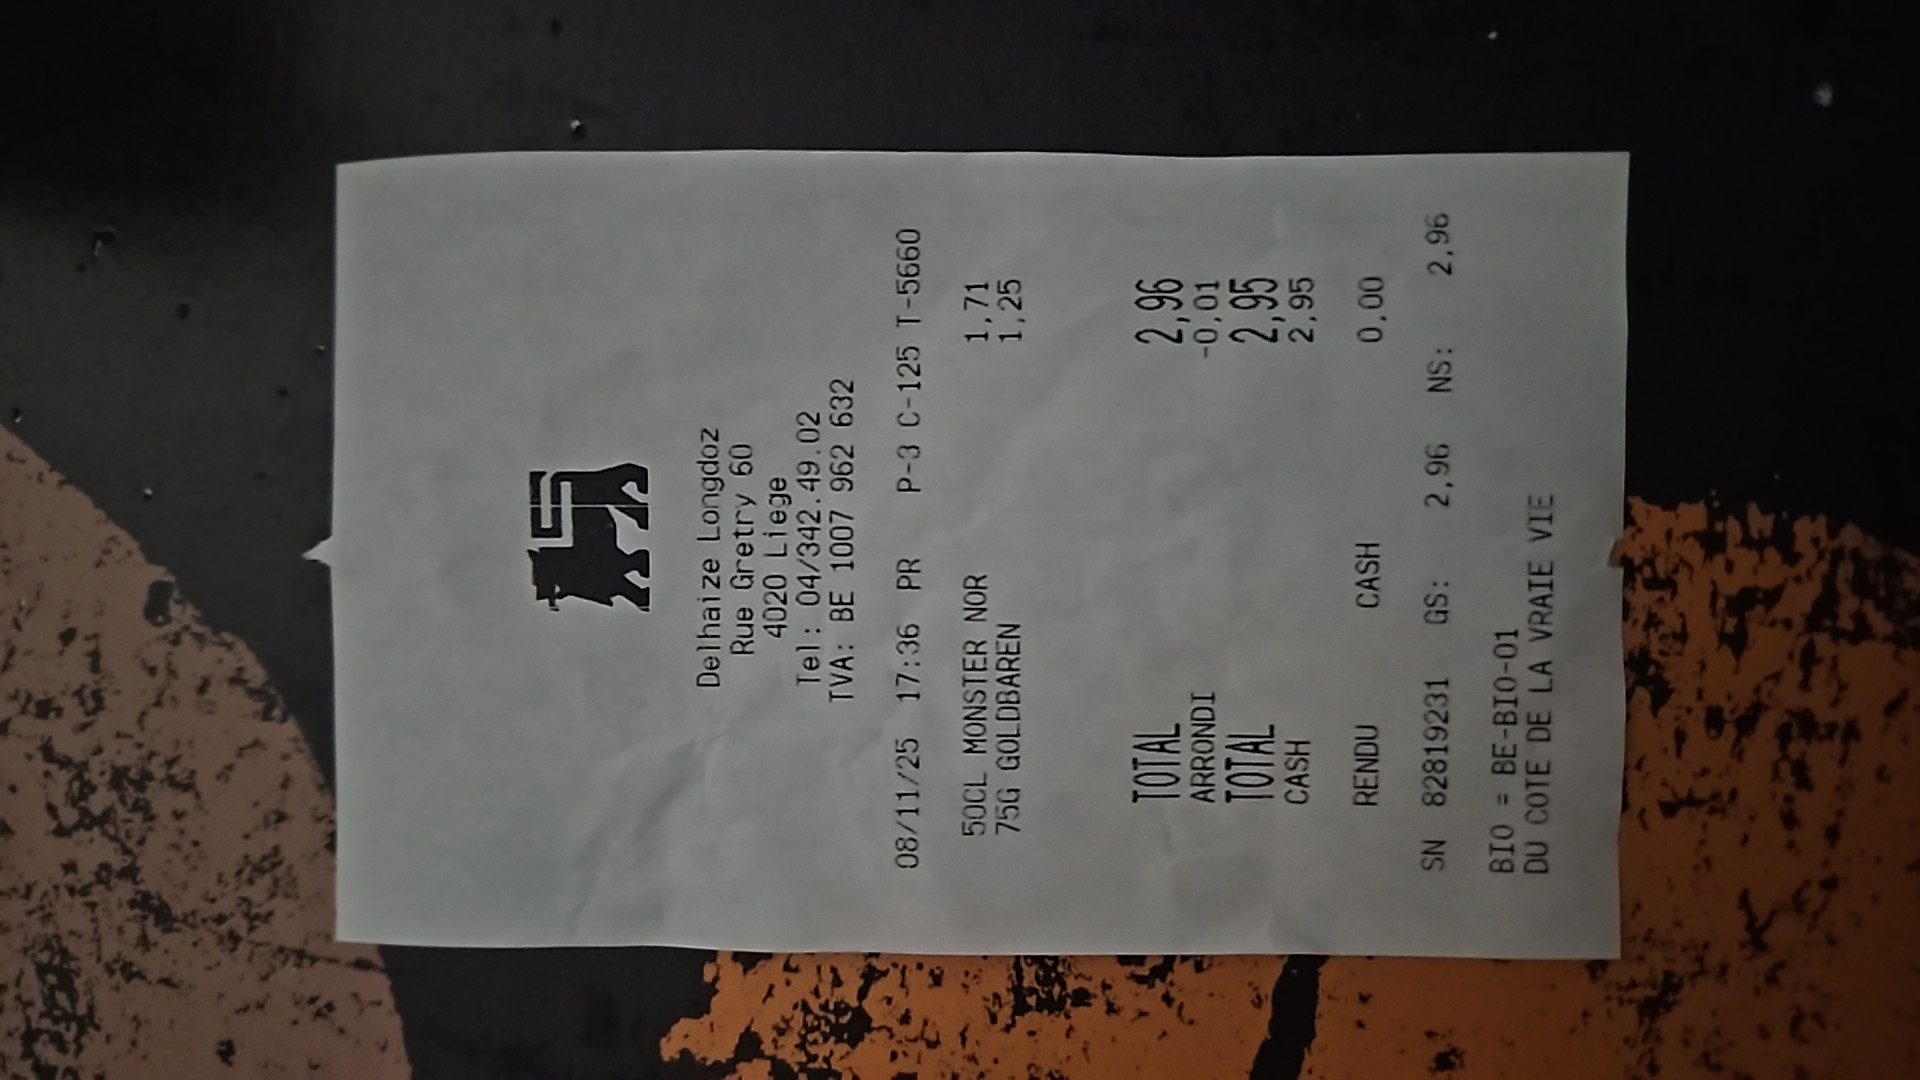 Delhaize Longdoz
Rue Gretry 60
4020 Liege
Tel: 04/342.49.02
TVA: BE 1007 962 632
08/11/25 17:36 PR P-3 C-125 T-5660
50CL MONSTER NOR 1,71
75G GOLDBAREN 1,25
TOTAL 2,96
ARRONDI -0,01
TOTAL 2,95
CASH 2,95
RENDU CASH 0,00
SN 82819231 GS: 2,96 NS: 2,96
BIO = BE-BIO-01
DU COTE DE LA VRAIE VIE